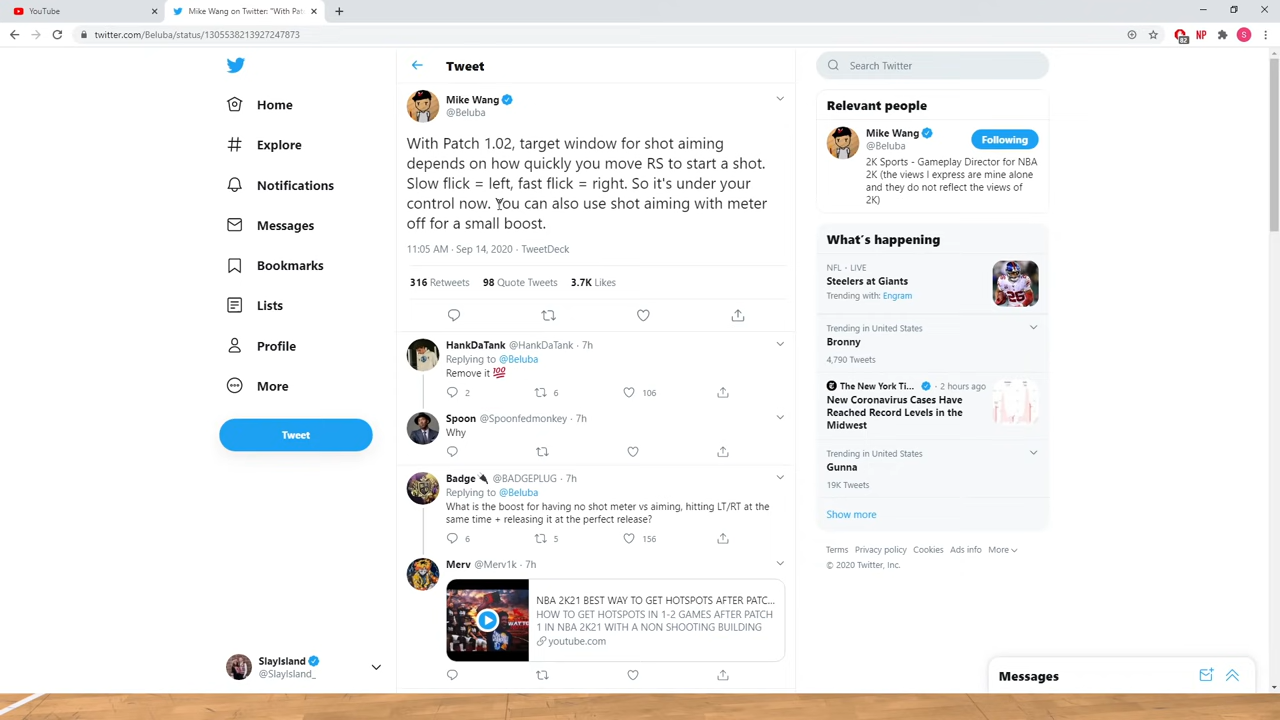 YouTube
Mike Wang on Twitter: "With Pat
twitter.com/Beluba/status/1305538213927247873
82
NP
S
Home
Explore
Notifications
Messages
Bookmarks
Lists
Profile
More
Tweet
SlayIsland
@SlayIsland_
Tweet
Mike Wang
@Beluba
With Patch 1.02, target window for shot aiming
depends on how quickly you move RS to start a shot.
Slow flick = left, fast flick = right. So it's under your
control now. You can also use shot aiming with meter
off for a small boost.
11:05 AM · Sep 14, 2020 · TweetDeck
316 Retweets 98 Quote Tweets 3.7K Likes
HankDaTank @HankDaTank · 7h
Replying to @Beluba
Remove it 💯
2 6 106
Spoon @Spoonfedmonkey · 7h
Why
Badge🔌 @BADGEPLUG · 7h
Replying to @Beluba
What is the boost for having no shot meter vs aiming, hitting LT/RT at the
same time + releasing it at the perfect release?
6 5 156
Merv @Merv1k · 7h
NBA 2K21 BEST WAY TO GET HOTSPOTS AFTER PATC...
HOW TO GET HOTSPOTS IN 1-2 GAMES AFTER PATCH
1 IN NBA 2K21 WITH A NON SHOOTING BUILDING
youtube.com
Search Twitter
Relevant people
Mike Wang
@Beluba
Following
2K Sports - Gameplay Director for NBA
2K (the views I express are mine alone
and they do not reflect the views of
2K)
What's happening
NFL · LIVE
Steelers at Giants
Trending with: Engram
Trending in United States
Bronny
4,790 Tweets
The New York Ti... · 2 hours ago
New Coronavirus Cases Have
Reached Record Levels in the
Midwest
Trending in United States
Gunna
19K Tweets
Show more
Terms Privacy policy Cookies Ads info More
© 2020 Twitter, Inc.
Messages